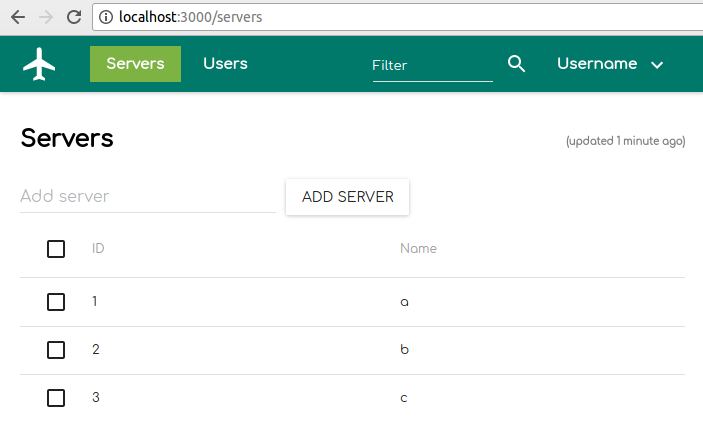 localhost:3000/servers
Servers Users Filter Username
Servers (updated 1 minute ago)
Add server ADD SERVER
ID Name
1 a
2 b
3 c